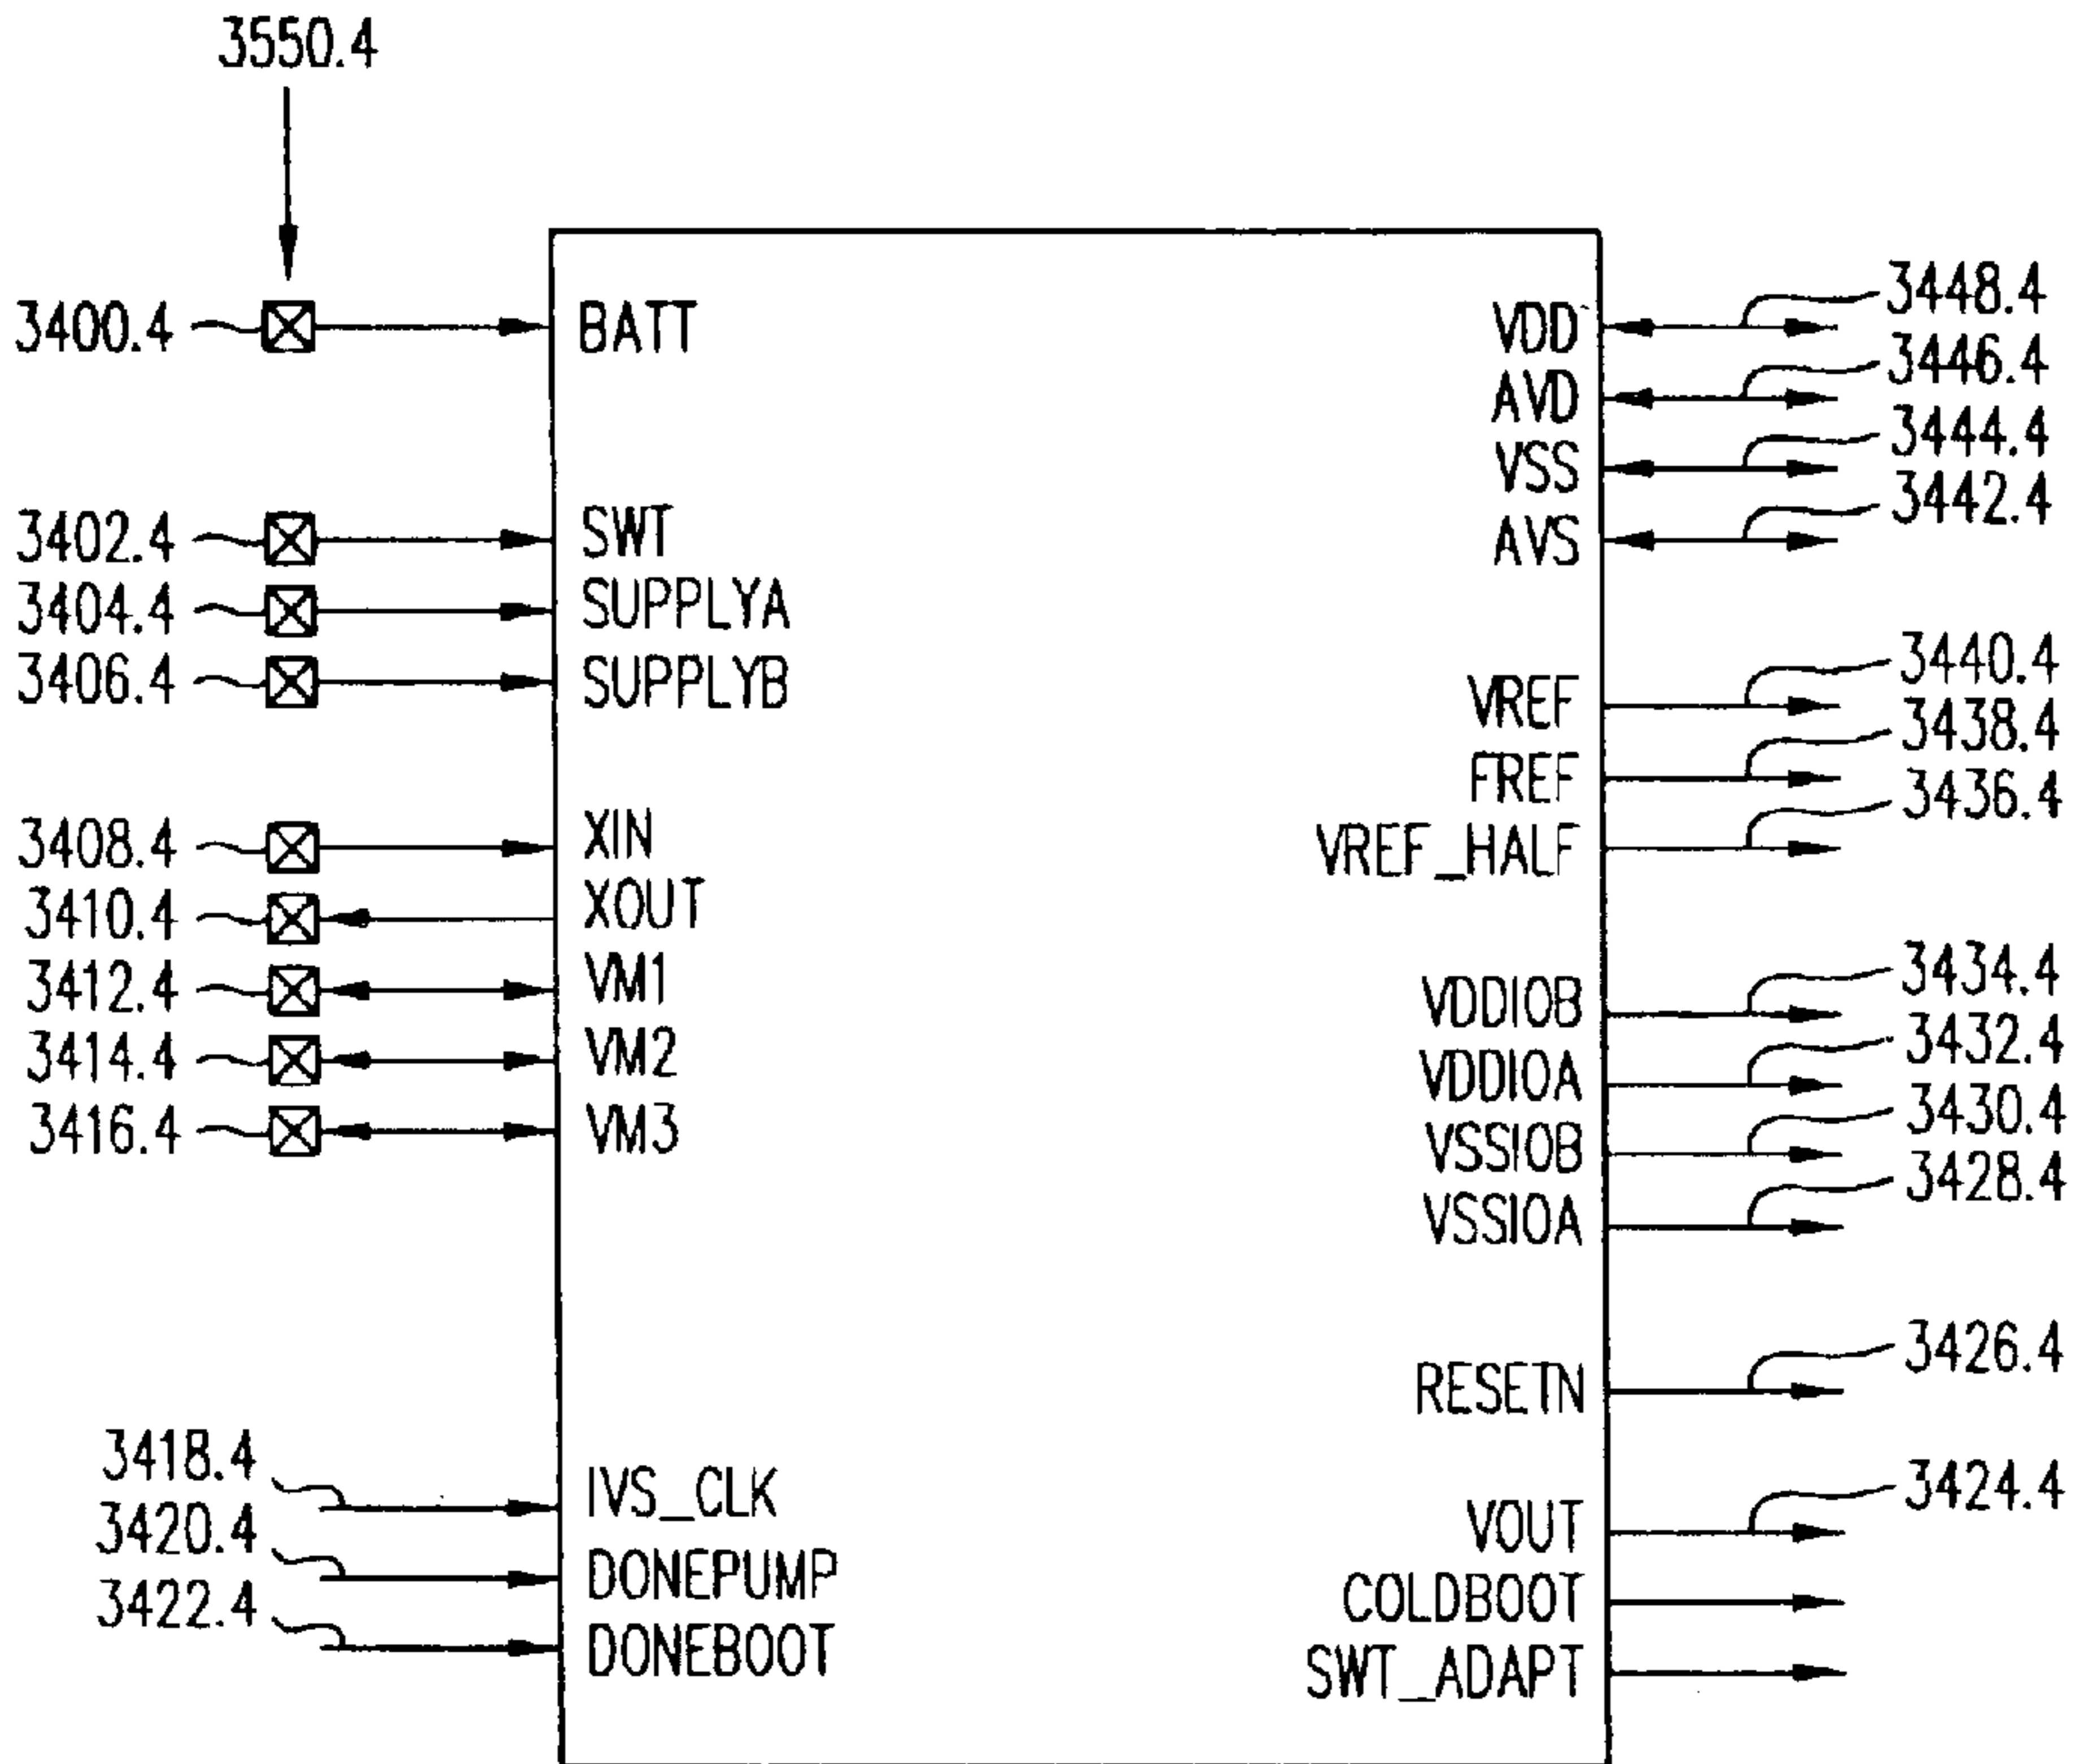 3550.4
3400.4 BATT
3402.4 SWT
3404.4 SUPPLYA
3406.4 SUPPLYB
3408.4 XIN
3410.4 XOUT
3412.4 VM1
3414.4 VM2
3416.4 VM3
3418.4 IVS_CLK
3420.4 DONEPUMP
3422.4 DONEBOOT
VDD 3448.4
AVD 3446.4
VSS 3444.4
AVS 3442.4
VREF 3440.4
FREF 3438.4
VREF_HALF 3436.4
VDDIOB 3434.4
VDDIOA 3432.4
VSSIOB 3430.4
VSSIOA 3428.4
RESETN 3426.4
VOUT 3424.4
COLDBOOT
SWT_ADAPT